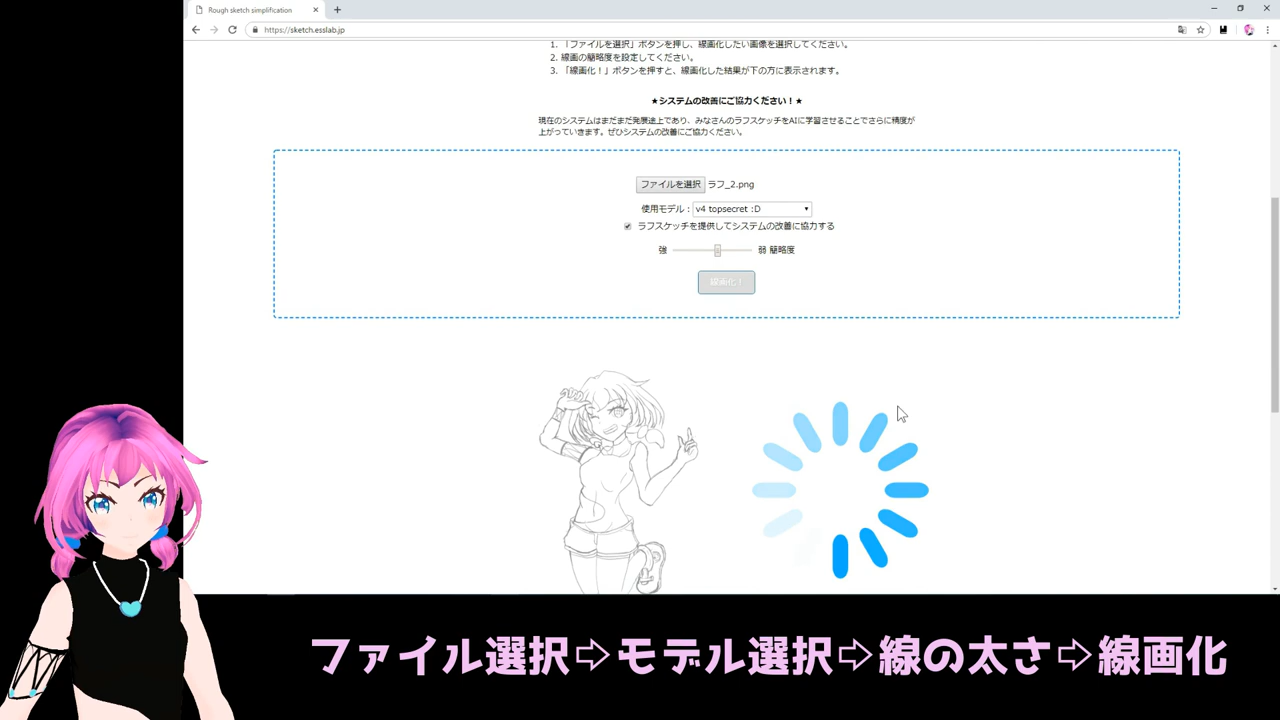 Rough sketch simplification
https://sketch.esslab.jp
1. 「ファイルを選択」ボタンを押し、線画化したい画像を選択してください。
2. 線画の簡略度を設定してください。
3. 「線画化！」ボタンを押すと、線画化した結果が下の方に表示されます。
★システムの改善にご協力ください！★
現在のシステムはまだまだ発展途上であり、みなさんのラフスケッチをAIに学習させることでさらに精度が
上がっていきます。ぜひシステムの改善にご協力ください。
ファイルを選択 ラフ_2.png
使用モデル： v4 topsecret :D
ラフスケッチを提供してシステムの改善に協力する
強 弱 簡略度
線画化！
ファイル選択⇨モデル選択⇨線の太さ⇨線画化